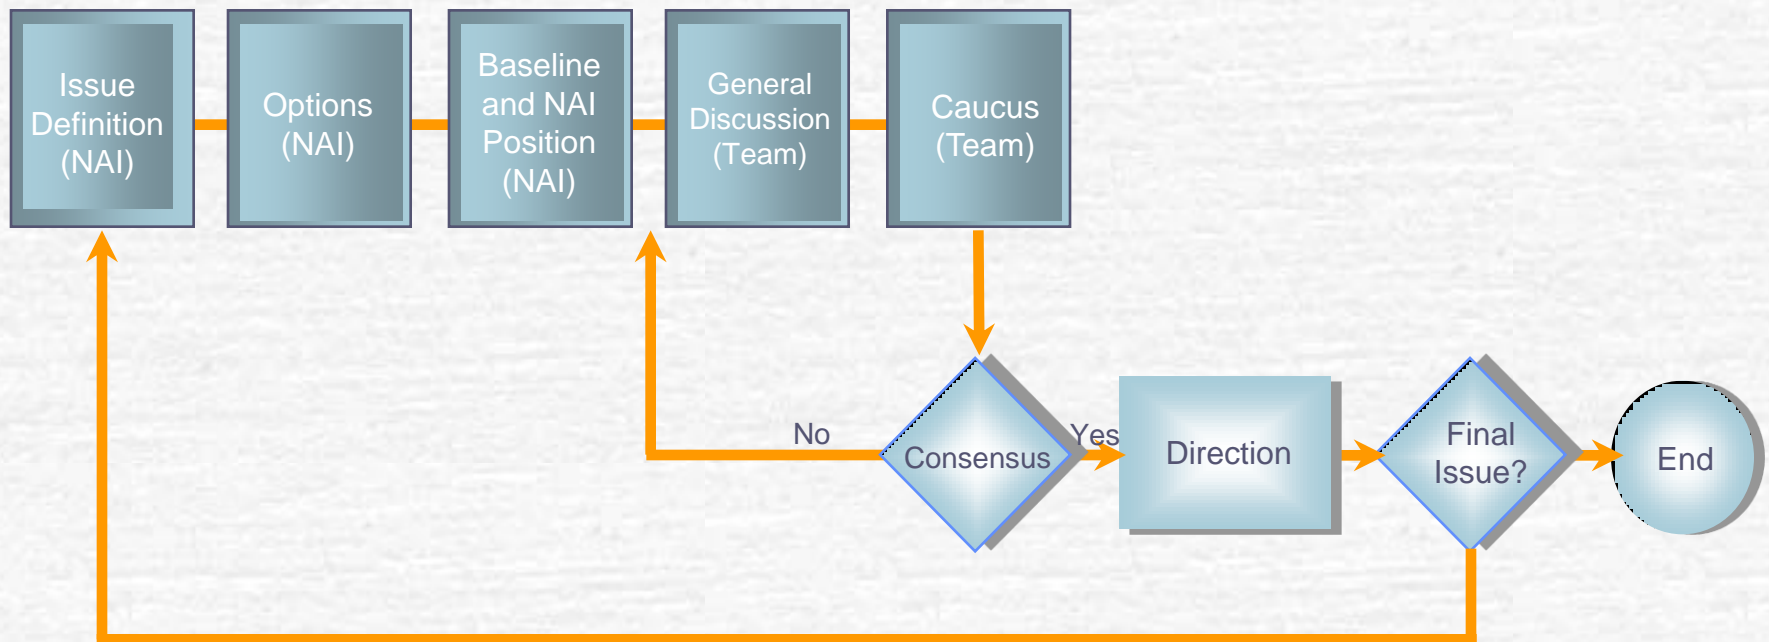 Issue
Definition
(NAI)
Options
(NAI)
Baseline
and NAI
Position
(NAI)
General
Discussion
(Team)
Caucus
(Team)
No
Consensus
Yes
Direction
Final
Issue?
End